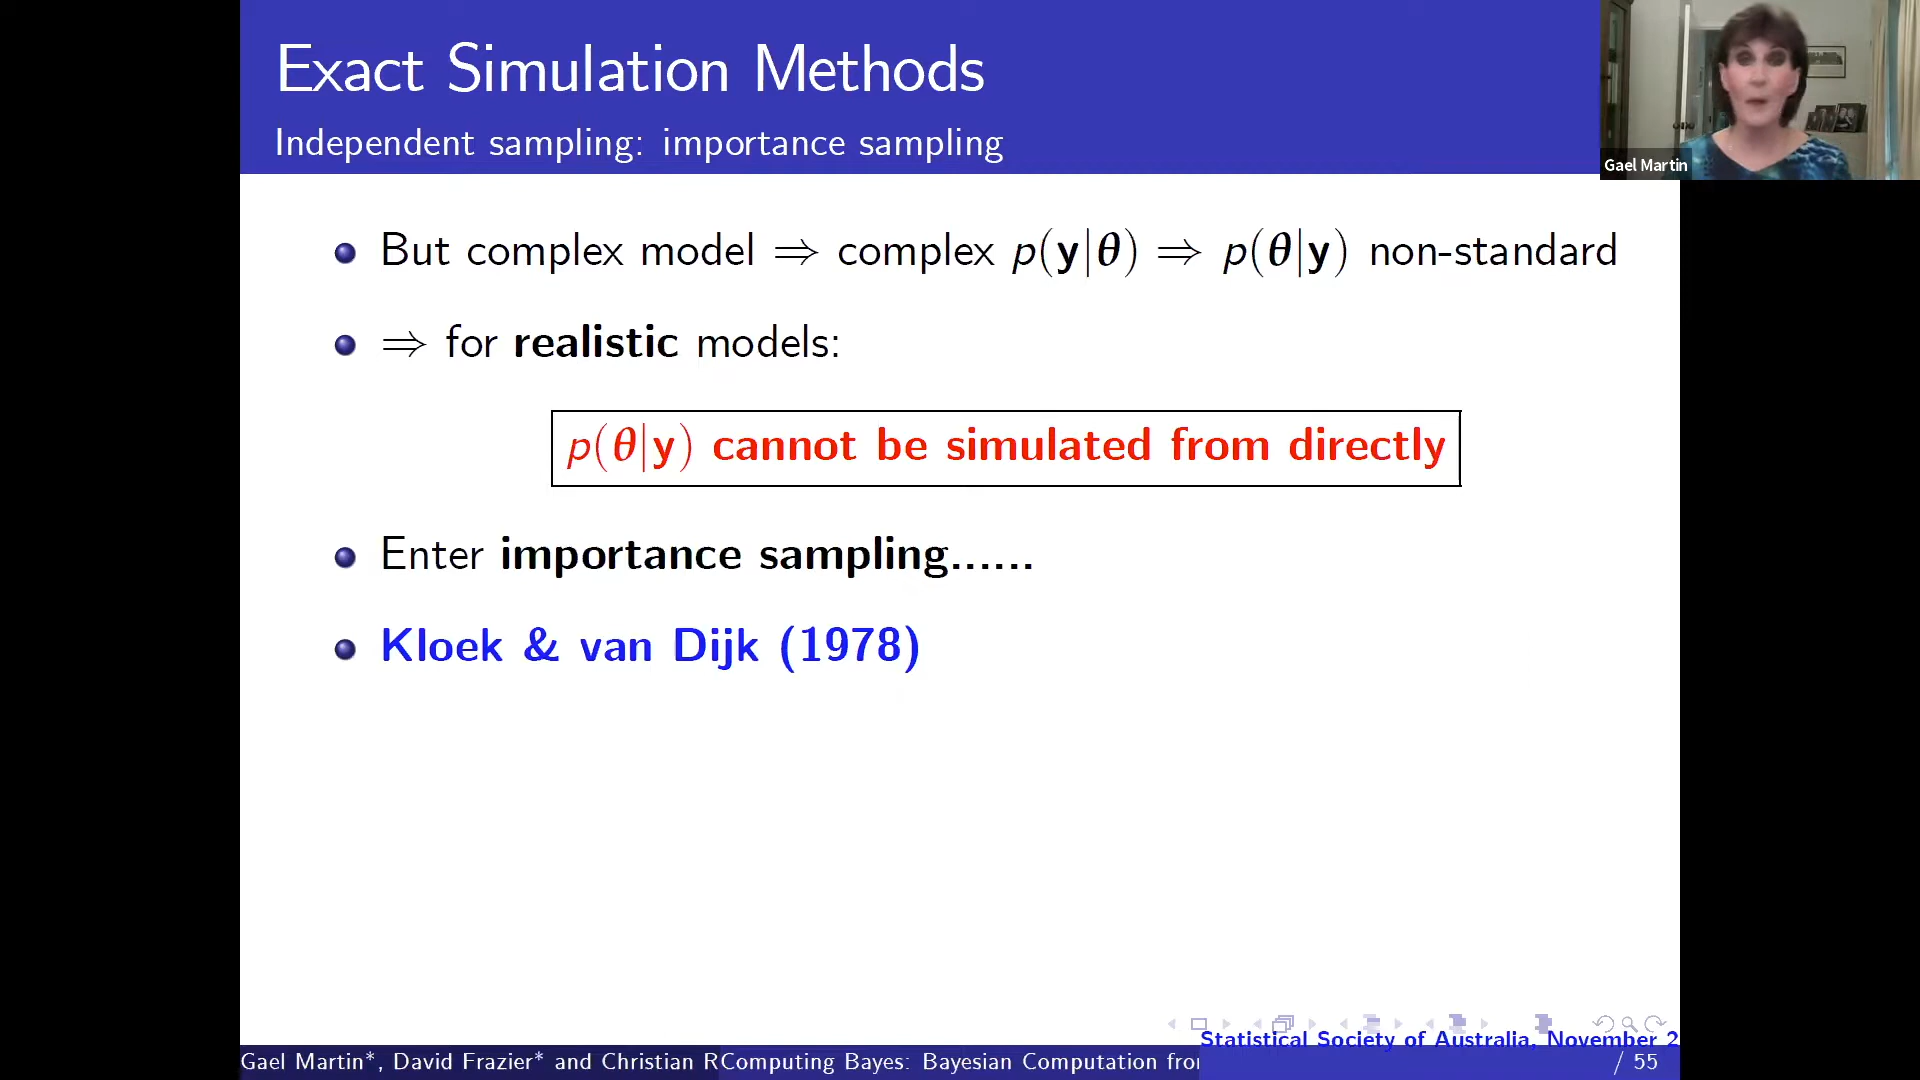 Exact Simulation Methods
Independent sampling: importance sampling
Gael Martin
But complex model ⇒ complex p(y|θ) ⇒ p(θ|y) non-standard
⇒ for realistic models:
p(θ|y) cannot be simulated from directly
Enter importance sampling......
Kloek & van Dijk (1978)
Statistical Society of Australia, November 2
Gael Martin*, David Frazier* and Christian R Computing Bayes: Bayesian Computation from / 55